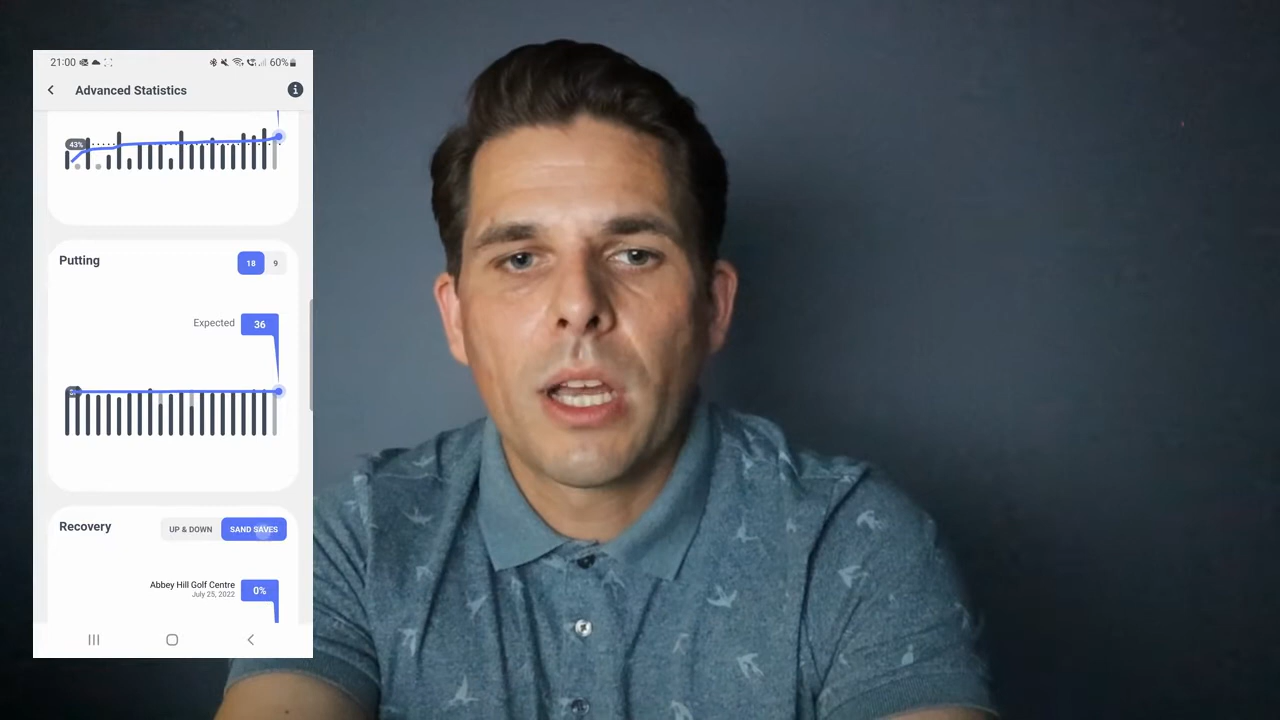 21:00 60%
Advanced Statistics
43%
Putting 18 9
Expected 36
Recovery UP & DOWN SAND SAVES
Abbey Hill Golf Centre 0%
July 25, 2022